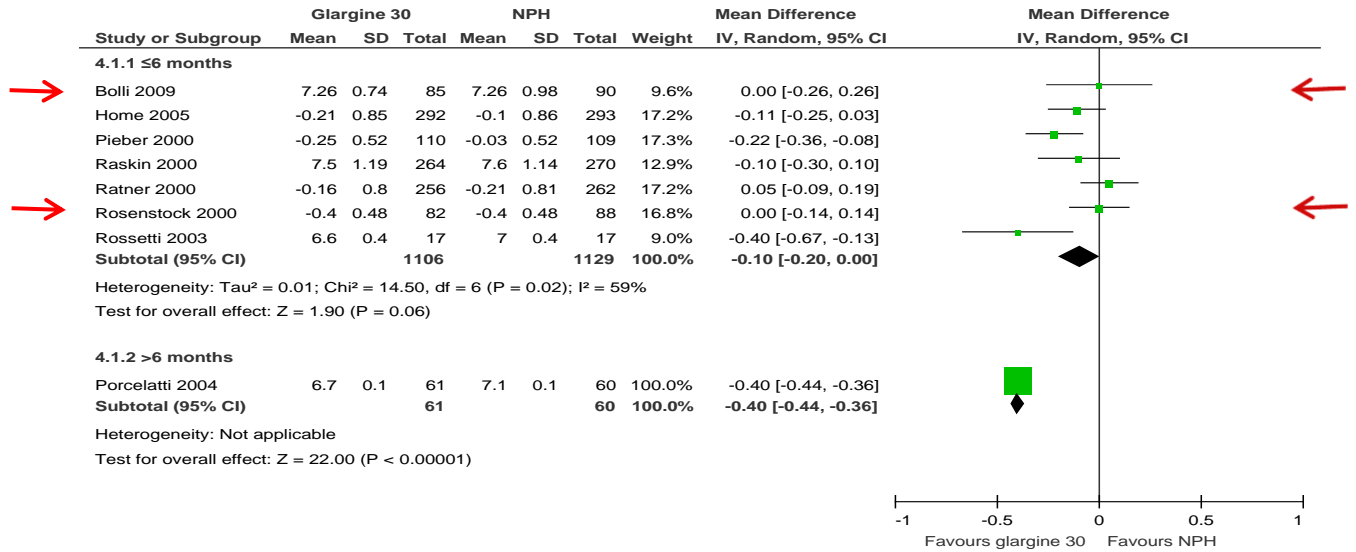 Glargine 30 NPH Mean Difference Mean Difference
Study or Subgroup Mean SD Total Mean SD Total Weight IV, Random, 95% CI IV, Random, 95% CI
4.1.1 ≤6 months
Bolli 2009 7.26 0.74 85 7.26 0.98 90 9.6% 0.00 [-0.26, 0.26]
Home 2005 -0.21 0.85 292 -0.1 0.86 293 17.2% -0.11 [-0.25, 0.03]
Pieber 2000 -0.25 0.52 110 -0.03 0.52 109 17.3% -0.22 [-0.36, -0.08]
Raskin 2000 7.5 1.19 264 7.6 1.14 270 12.9% -0.10 [-0.30, 0.10]
Ratner 2000 -0.16 0.8 256 -0.21 0.81 262 17.2% 0.05 [-0.09, 0.19]
Rosenstock 2000 -0.4 0.48 82 -0.4 0.48 88 16.8% 0.00 [-0.14, 0.14]
Rossetti 2003 6.6 0.4 17 7 0.4 17 9.0% -0.40 [-0.67, -0.13]
Subtotal (95% CI) 1106 1129 100.0% -0.10 [-0.20, 0.00]
Heterogeneity: Tau² = 0.01; Chi² = 14.50, df = 6 (P = 0.02); I² = 59%
Test for overall effect: Z = 1.90 (P = 0.06)
4.1.2 >6 months
Porcelatti 2004 6.7 0.1 61 7.1 0.1 60 100.0% -0.40 [-0.44, -0.36]
Subtotal (95% CI) 61 60 100.0% -0.40 [-0.44, -0.36]
Heterogeneity: Not applicable
Test for overall effect: Z = 22.00 (P < 0.00001)
-1 -0.5 0 0.5 1
Favours glargine 30 Favours NPH